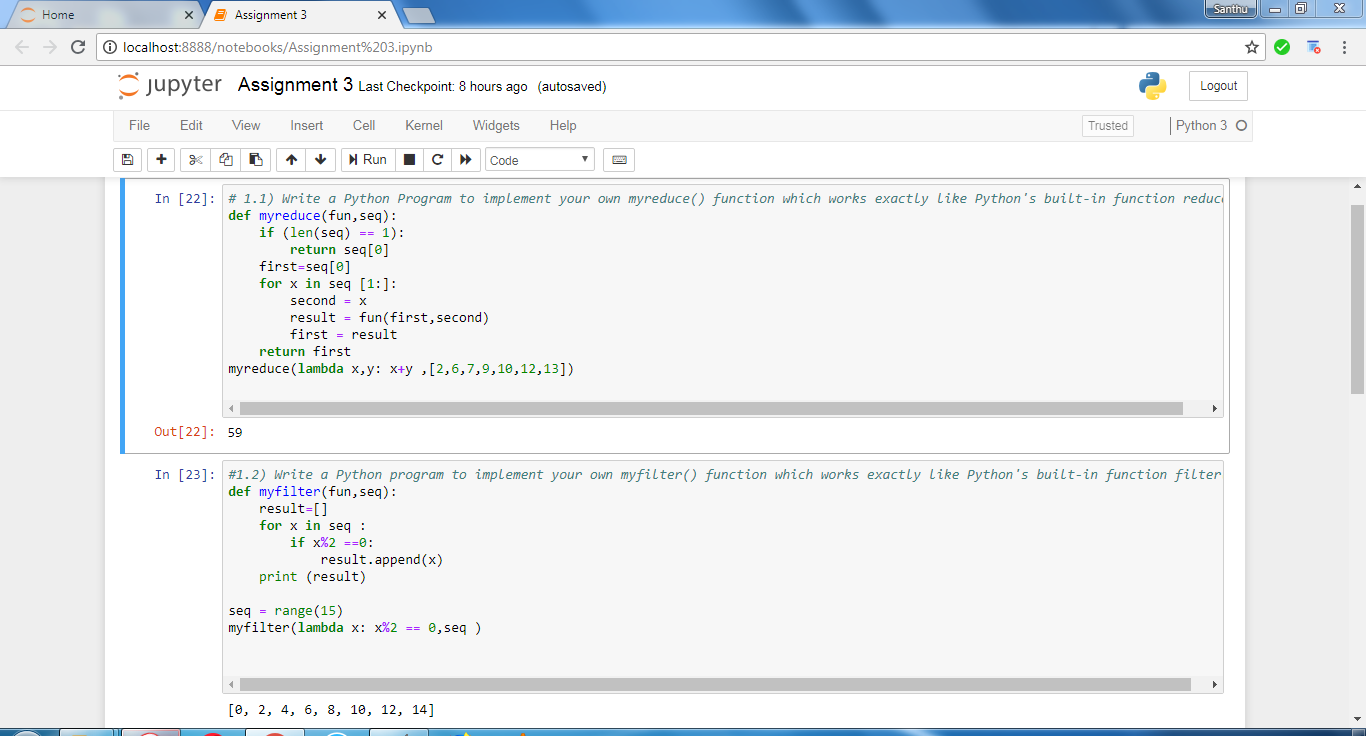 Home
Assignment 3
Santhu
localhost:8888/notebooks/Assignment%203.ipynb
jupyter Assignment 3 Last Checkpoint: 8 hours ago (autosaved)
Logout
File Edit View Insert Cell Kernel Widgets Help
Trusted
Python 3
Run
Code
In [22]:
# 1.1) Write a Python Program to implement your own myreduce() function which works exactly like Python's built-in function reduc
def myreduce(fun,seq):
    if (len(seq) == 1):
        return seq[0]
    first=seq[0]
    for x in seq [1:]:
        second = x
        result = fun(first,second)
        first = result
    return first
myreduce(lambda x,y: x+y ,[2,6,7,9,10,12,13])
Out[22]: 59
In [23]:
#1.2) Write a Python program to implement your own myfilter() function which works exactly like Python's built-in function filter
def myfilter(fun,seq):
    result=[]
    for x in seq :
        if x%2 ==0:
            result.append(x)
    print (result)
seq = range(15)
myfilter(lambda x: x%2 == 0,seq )
[0, 2, 4, 6, 8, 10, 12, 14]